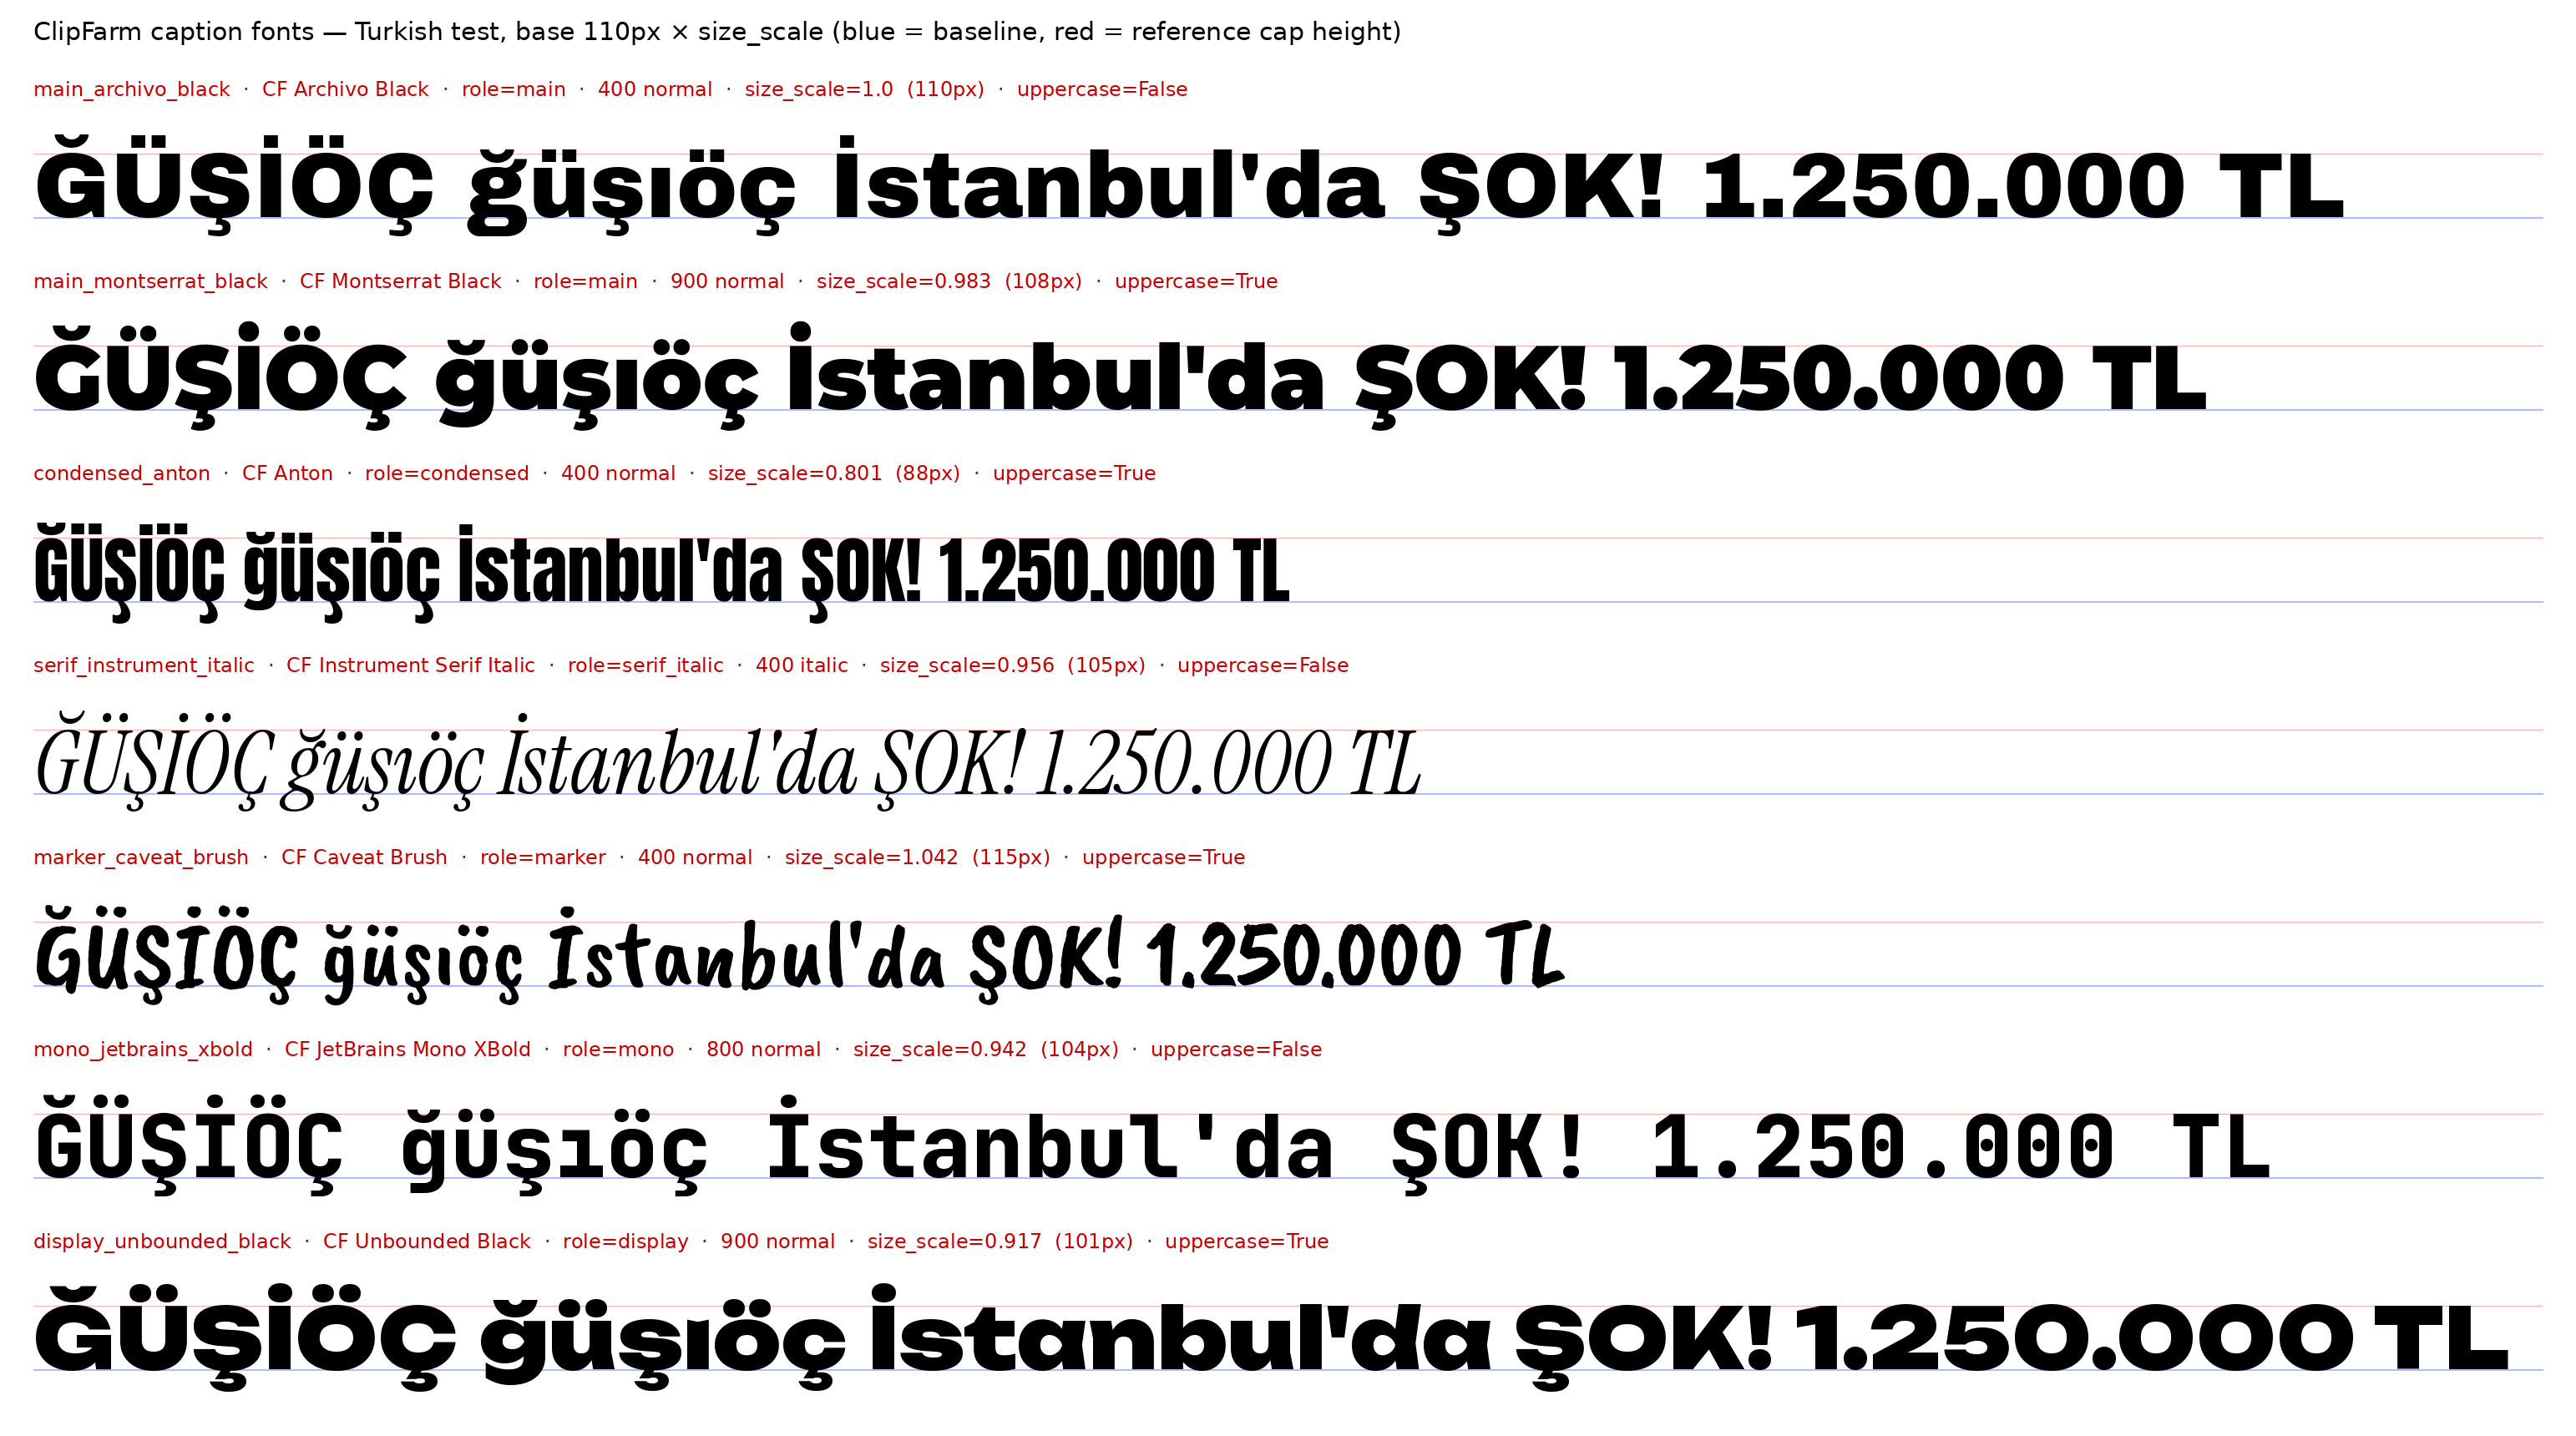 ClipFarm caption fonts — Turkish test, base 110px × size_scale (blue = baseline, red = reference cap height)
main_archivo_black · CF Archivo Black · role=main · 400 normal · size_scale=1.0 (110px) · uppercase=False
ĞÜŞİÖÇ ğüşıöç İstanbul'da ŞOK! 1.250.000 TL
main_montserrat_black · CF Montserrat Black · role=main · 900 normal · size_scale=0.983 (108px) · uppercase=True
ĞÜŞİÖÇ ğüşıöç İstanbul'da ŞOK! 1.250.000 TL
condensed_anton · CF Anton · role=condensed · 400 normal · size_scale=0.801 (88px) · uppercase=True
ĞÜŞİÖÇ ğüşıöç İstanbul'da ŞOK! 1.250.000 TL
serif_instrument_italic · CF Instrument Serif Italic · role=serif_italic · 400 italic · size_scale=0.956 (105px) · uppercase=False
ĞÜŞİÖÇ ğüşıöç İstanbul'da ŞOK! 1.250.000 TL
marker_caveat_brush · CF Caveat Brush · role=marker · 400 normal · size_scale=1.042 (115px) · uppercase=True
ĞÜŞİÖÇ ğüşıöç İstanbul'da ŞOK! 1.250.000 TL
mono_jetbrains_xbold · CF JetBrains Mono XBold · role=mono · 800 normal · size_scale=0.942 (104px) · uppercase=False
ĞÜŞİÖÇ ğüşıöç İstanbul'da ŞOK! 1.250.000 TL
display_unbounded_black · CF Unbounded Black · role=display · 900 normal · size_scale=0.917 (101px) · uppercase=True
ĞÜŞİÖÇ ğüşıöç İstanbul'da ŞOK! 1.250.000 TL